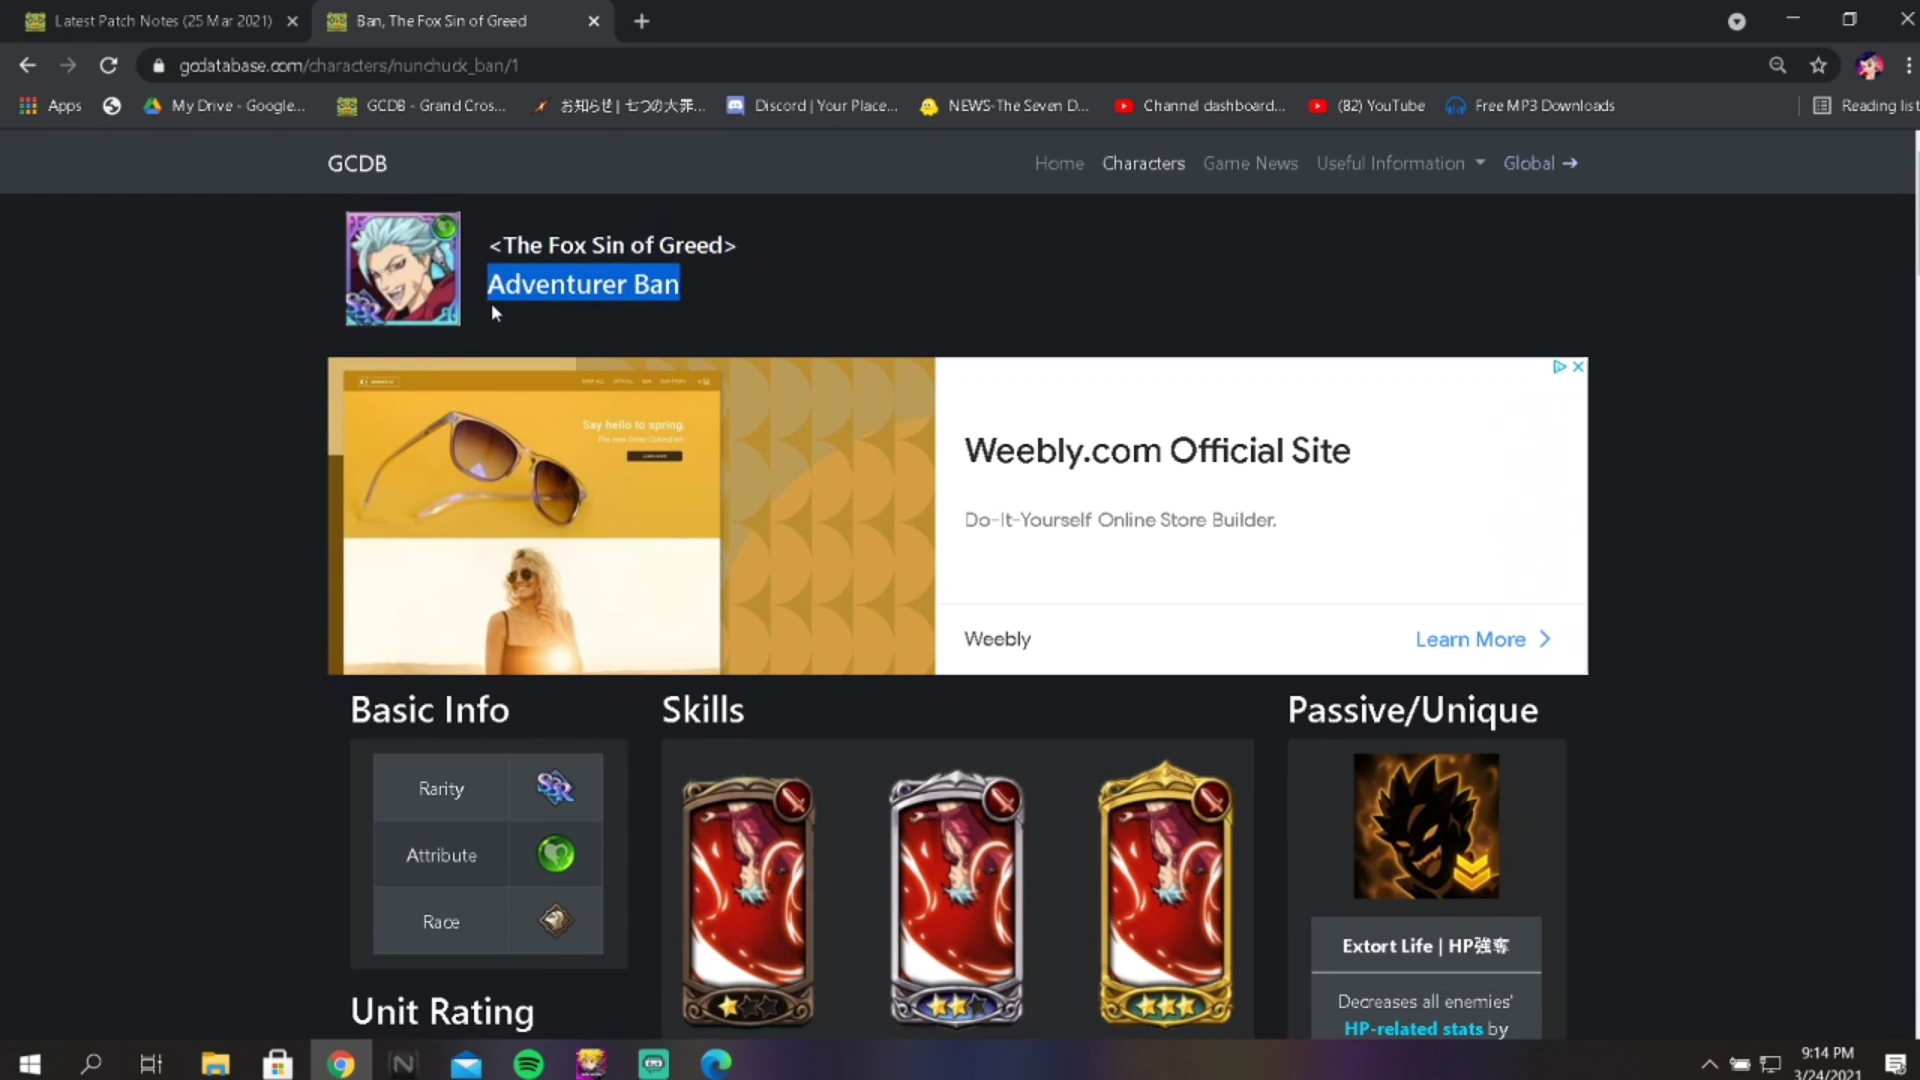 Latest Patch Notes (25 Mar 2021)
Ban, The Fox Sin of Greed
gcdatabase.com/characters/nunchuck_ban/1
Apps
My Drive - Google...
GCDB - Grand Cros...
お知らせ | 七つの大罪...
Discord | Your Place...
NEWS-The Seven D...
Channel dashboard...
(82) YouTube
Free MP3 Downloads
Reading list
GCDB
Home
Characters
Game News
Useful Information
Global →
<The Fox Sin of Greed>
Adventurer Ban
Say hello to spring.
Weebly.com Official Site
Do-It-Yourself Online Store Builder.
Weebly
Learn More
Basic Info
Skills
Passive/Unique
Rarity
SSR
Attribute
Race
Extort Life | HP強奪
Decreases all enemies'
HP-related stats by
Unit Rating
9:14 PM
3/24/2021